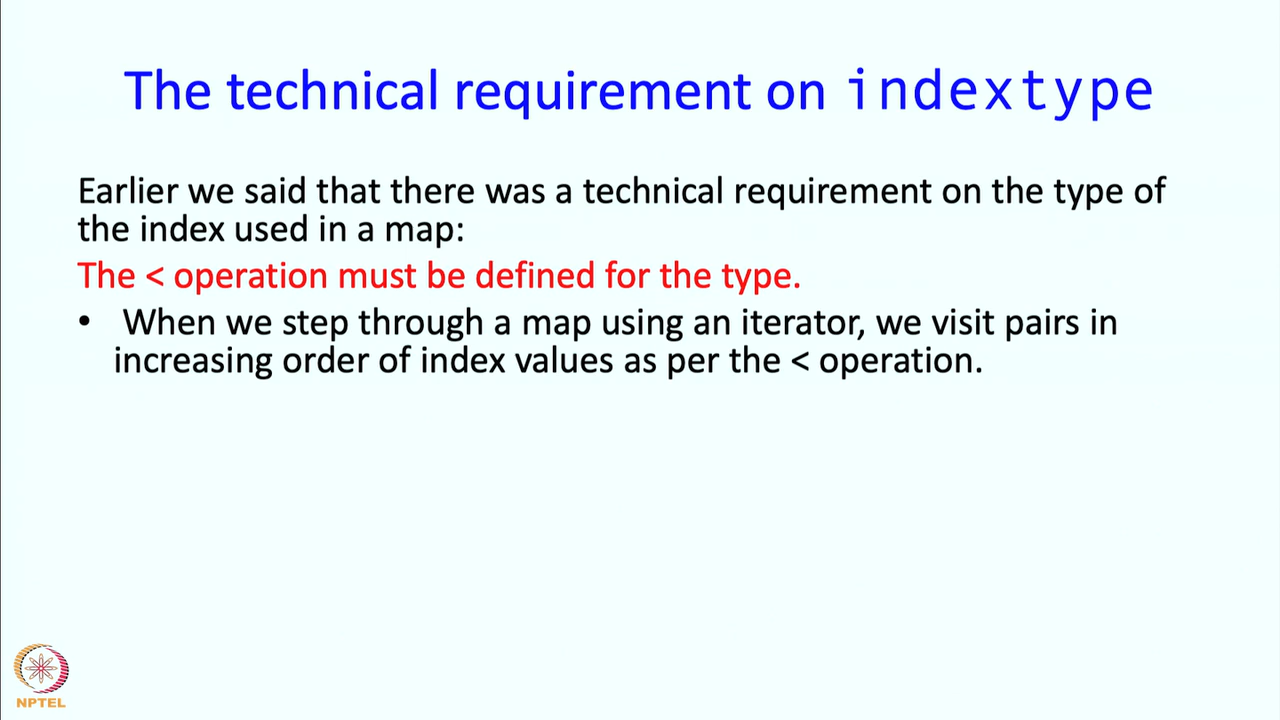 The technical requirement on indextype
Earlier we said that there was a technical requirement on the type of
the index used in a map:
The < operation must be defined for the type.
• When we step through a map using an iterator, we visit pairs in
increasing order of index values as per the < operation.
NPTEL